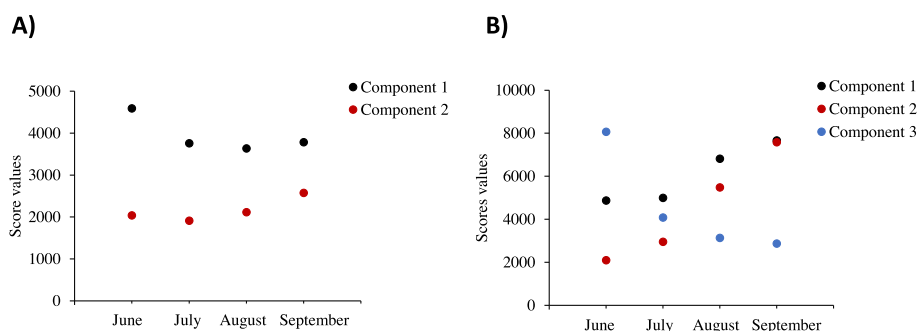 A)
Component 1
Component 2
5000
4000
3000
2000
1000
0
Score values
June July August September
B)
Component 1
Component 2
Component 3
10000
8000
6000
4000
2000
0
Scores values
June July August September